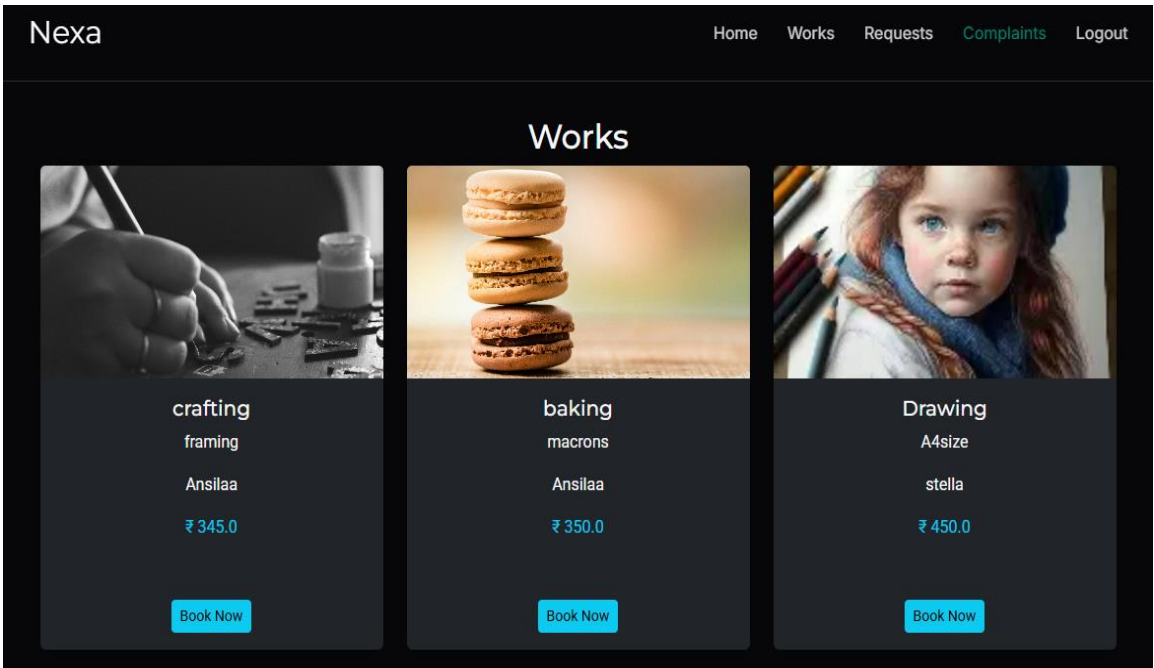 Nexa
Home Works Requests Complaints Logout
Works
crafting
framing
Ansilaa
₹ 345.0
Book Now
baking
macrons
Ansilaa
₹ 350.0
Book Now
Drawing
A4size
stella
₹ 450.0
Book Now